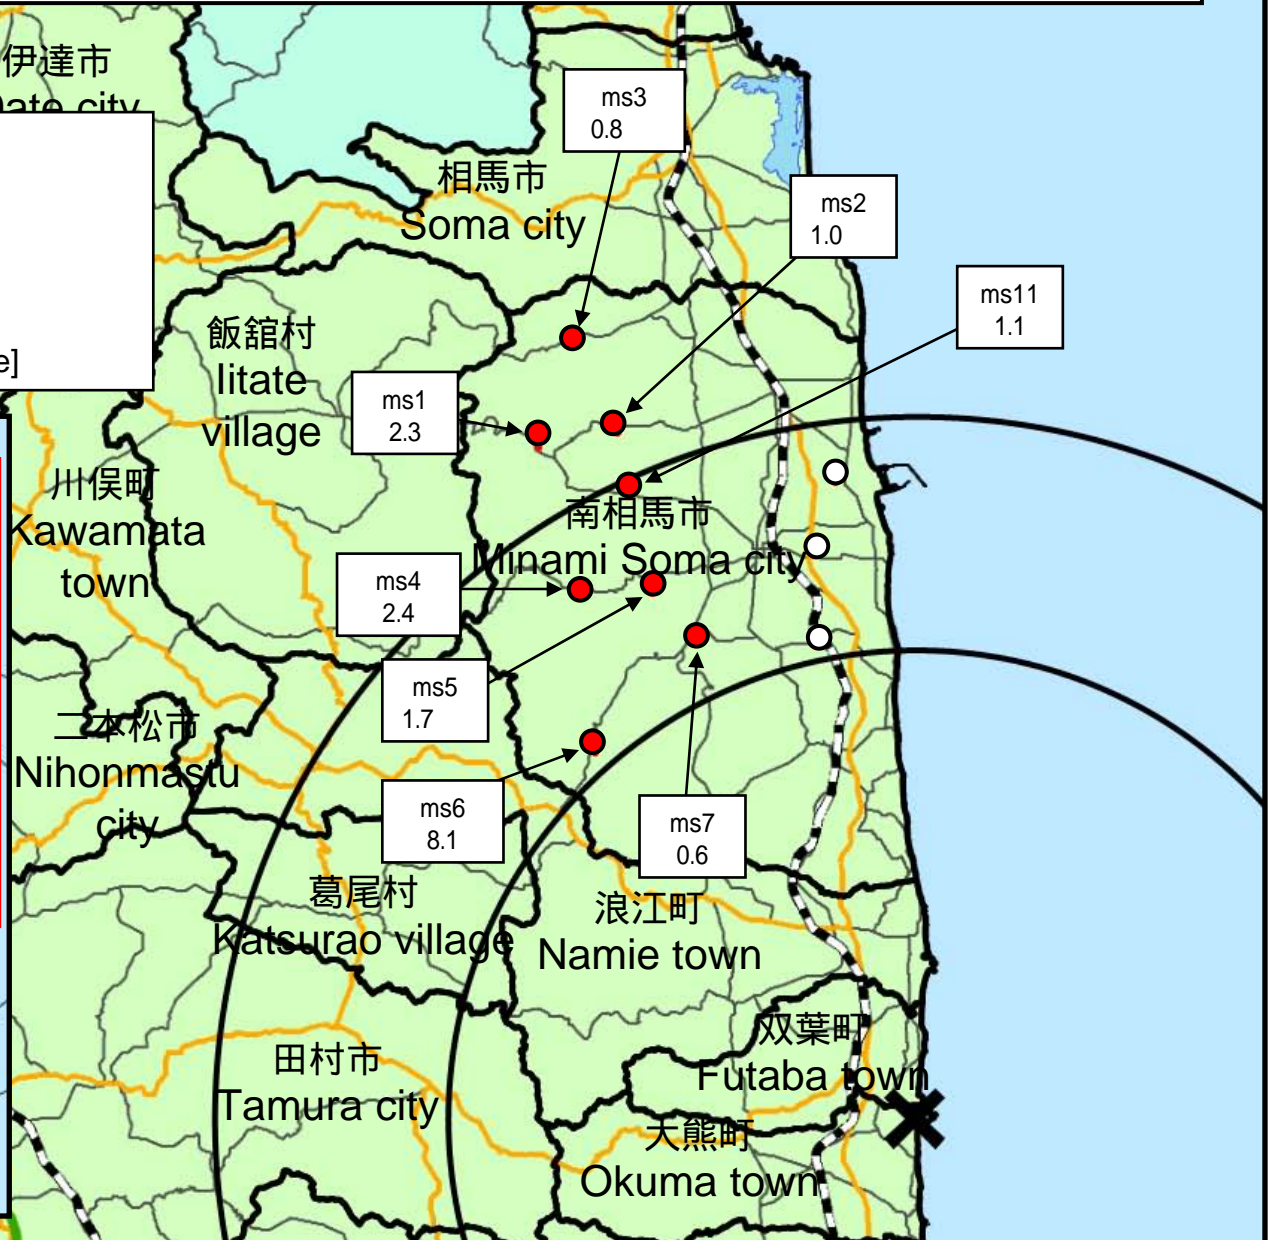 伊達市
Date city
ms3
0.8
相馬市
Soma city
ms2
1.0
ms11
1.1
飯舘村
Iitate
village
e]
ms1
2.3
川俣町
Kawamata
town
南相馬市
Minami Soma city
ms4
2.4
ms5
1.7
二本松市
Nihonmastu
city
ms6
8.1
ms7
0.6
葛尾村
Katsurao village
浪江町
Namie town
双葉町
Futaba town
田村市
Tamura city
大熊町
Okuma town